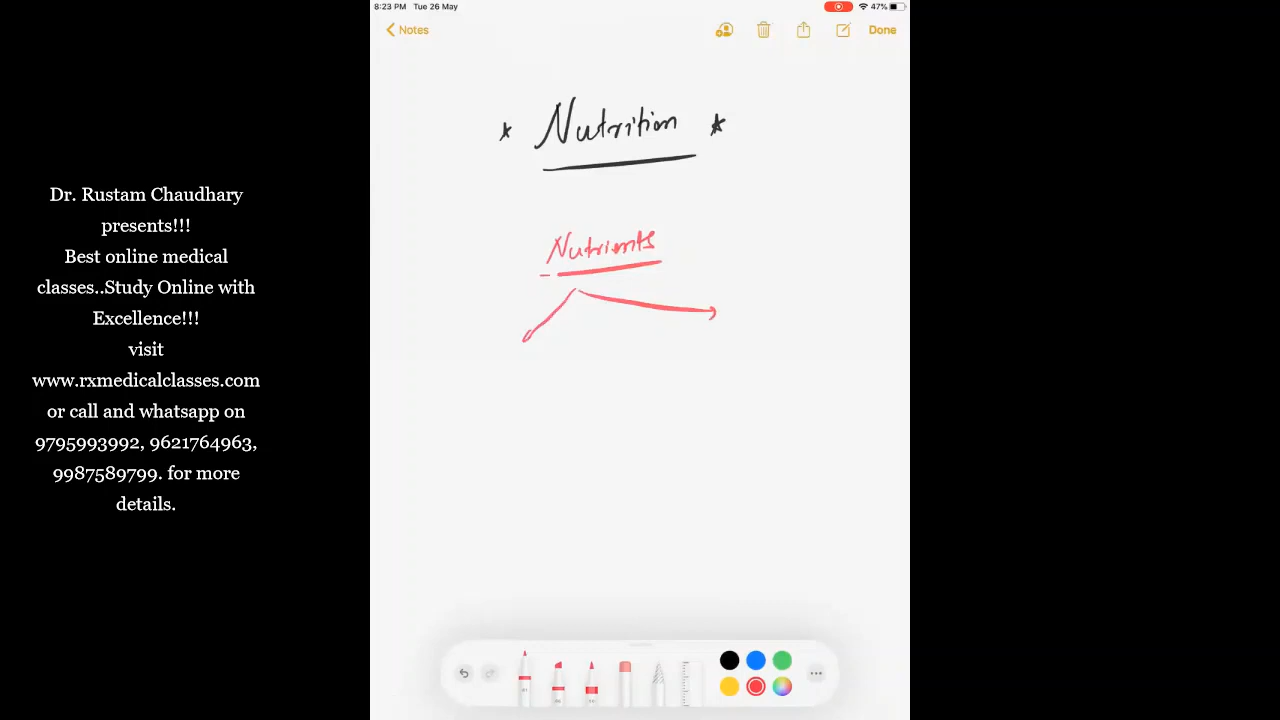 8:23 PM Tue 26 May
47%
Notes
Done
* Nutrition *
Nutrients
Dr. Rustam Chaudhary
presents!!!
Best online medical
classes..Study Online with
Excellence!!!
visit
www.rxmedicalclasses.com
or call and whatsapp on
9795993992, 9621764963,
9987589799. for more
details.